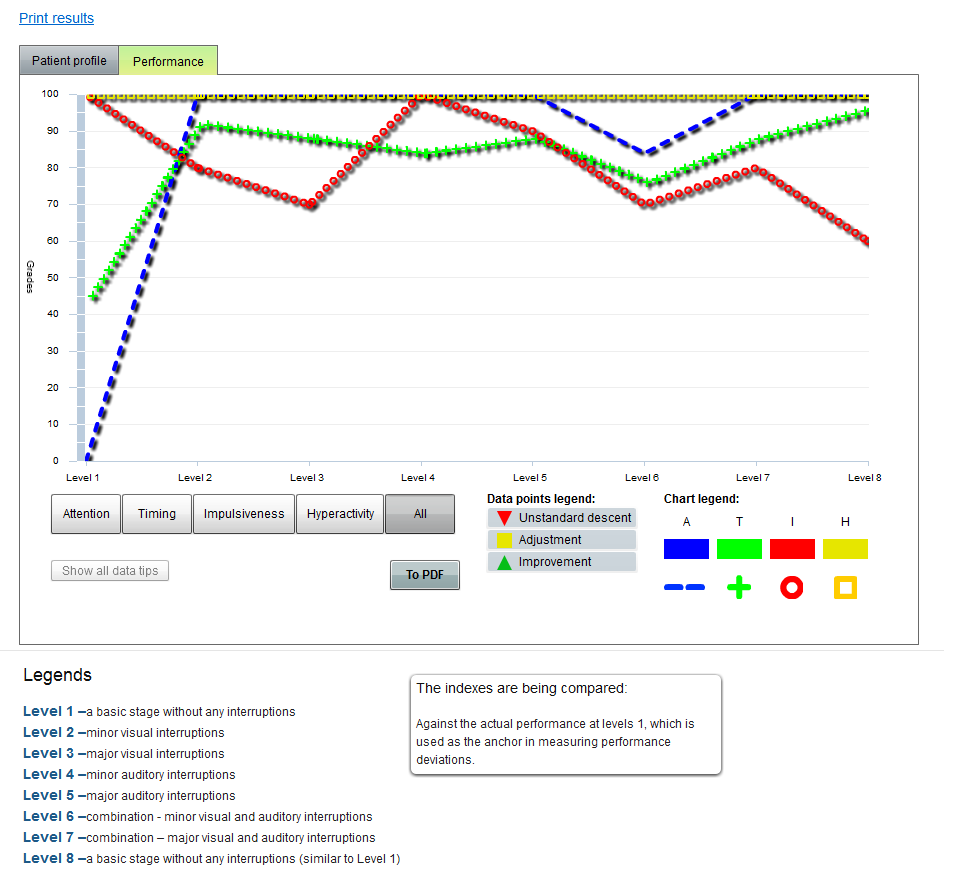 Print results
Patient profile
Performance
100
90
80
70
60
50
40
30
20
10
0
Grades
Level 1
Level 2
Level 3
Level 4
Level 5
Level 6
Level 7
Level 8
Attention
Timing
Impulsiveness
Hyperactivity
All
Show all data tips
To PDF
Data points legend:
Unstandard descent
Adjustment
Improvement
Chart legend:
A T I H
Legends
Level 1 –a basic stage without any interruptions
Level 2 –minor visual interruptions
Level 3 –major visual interruptions
Level 4 –minor auditory interruptions
Level 5 –major auditory interruptions
Level 6 –combination - minor visual and auditory interruptions
Level 7 –combination – major visual and auditory interruptions
Level 8 –a basic stage without any interruptions (similar to Level 1)
The indexes are being compared:
Against the actual performance at levels 1, which is
used as the anchor in measuring performance
deviations.